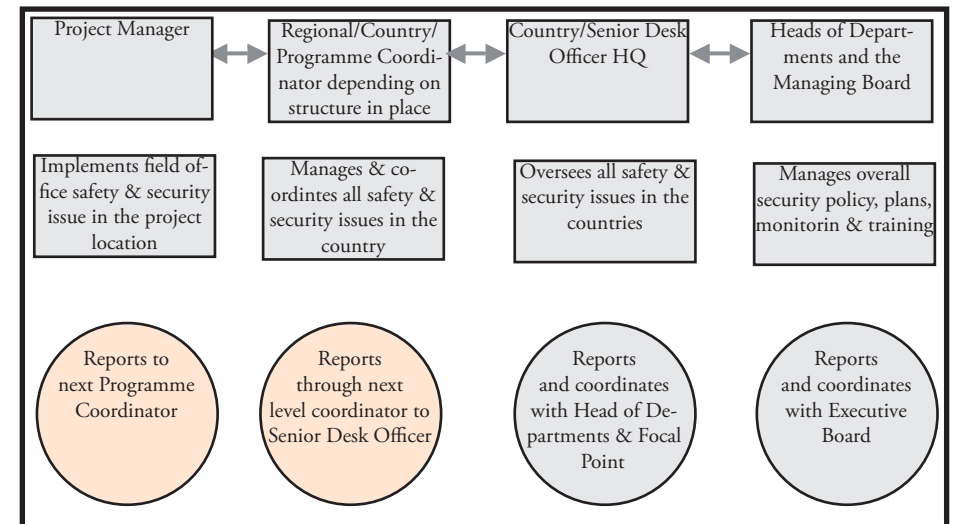 Project Manager
Regional/Country/
Programme Coordi-
nator depending on
structure in place
Country/Senior Desk
Officer HQ
Heads of Depart-
ments and the
Managing Board
Implements field of-
fice safety & security
issue in the project
location
Manages & co-
ordintes all safety &
security issues in the
country
Oversees all safety &
security issues in the
countries
Manages overall
security policy, plans,
monitorin & training
Reports to
next Programme
Coordinator
Reports
through next
level coordinator to
Senior Desk Officer
Reports
and coordinates
with Head of De-
partments & Focal
Point
Reports
and coordinates
with Executive
Board